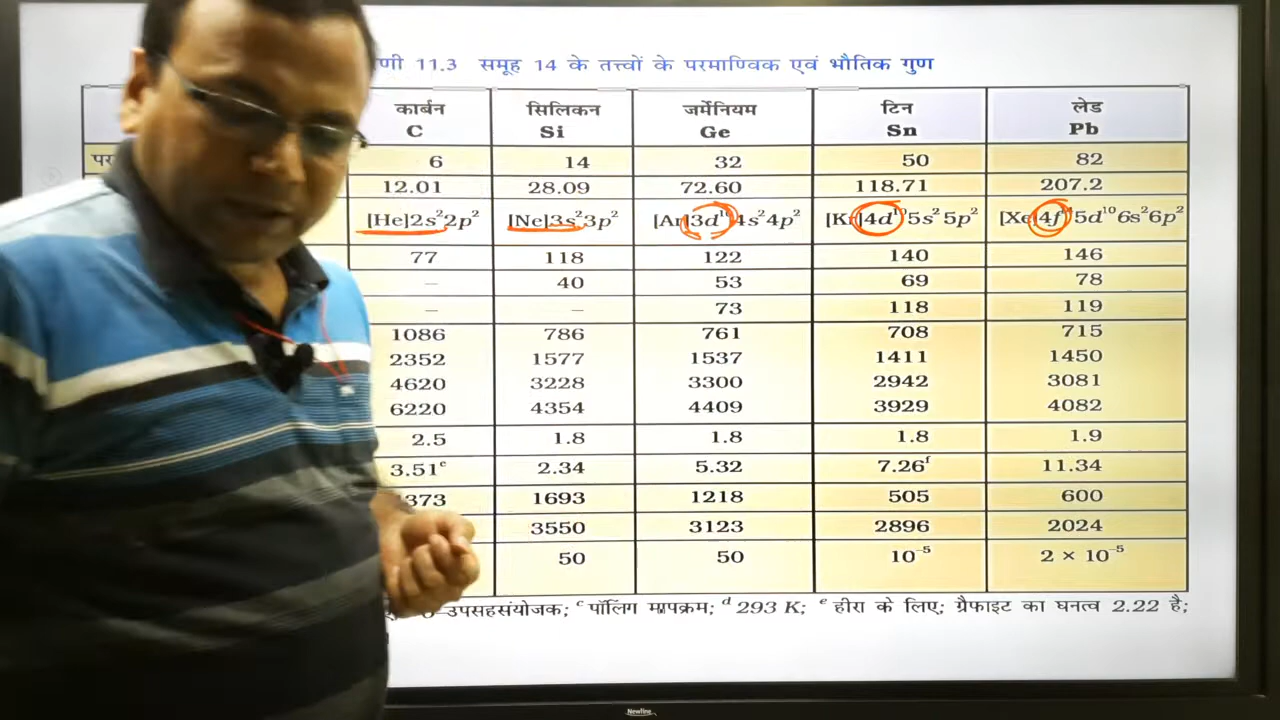 णी 11.3 समूह 14 के तत्त्वों के परमाण्विक एवं भौतिक गुण
कार्बन सिलिकन जर्मेनियम टिन लेड
C Si Ge Sn Pb
6 14 32 50 82
12.01 28.09 72.60 118.71 207.2
[He]2s²2p² [Ne]3s²3p² [Ar]3d¹⁰4s²4p² [Kr]4d¹⁰5s²5p² [Xe]4f¹⁴5d¹⁰6s²6p²
77 118 122 140 146
– 40 53 69 78
– – 73 118 119
1086 786 761 708 715
2352 1577 1537 1411 1450
4620 3228 3300 2942 3081
6220 4354 4409 3929 4082
2.5 1.8 1.8 1.8 1.9
3.51ᵉ 2.34 5.32 7.26ᶠ 11.34
373 1693 1218 505 600
3550 3123 2896 2024
50 50 10⁻⁵ 2 × 10⁻⁵
उपसहसंयोजक; ᶜ पॉलिंग मापक्रम; ᵈ 293 K; ᵉ हीरा के लिए; ग्रैफाइट का घनत्व 2.22 है;
Newline